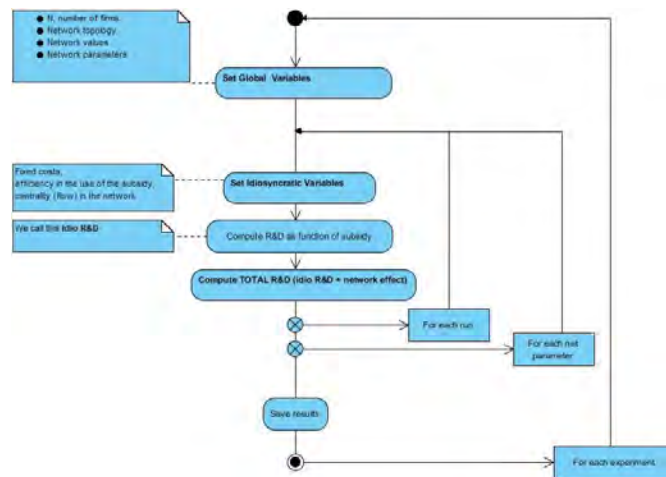 ● N, number of firms
● Network topology
● Network values
● Network parameters
Set Global Variables
Fixed costs,
efficiency in the use of the subsidy,
centrality (flow) in the network
Set Idiosyncratic Variables
We call this Idio R&D
Compute R&D as function of subsidy
Compute TOTAL R&D (idio R&D + network effect)
For each run
For each net
parameter
Save results
For each experiment